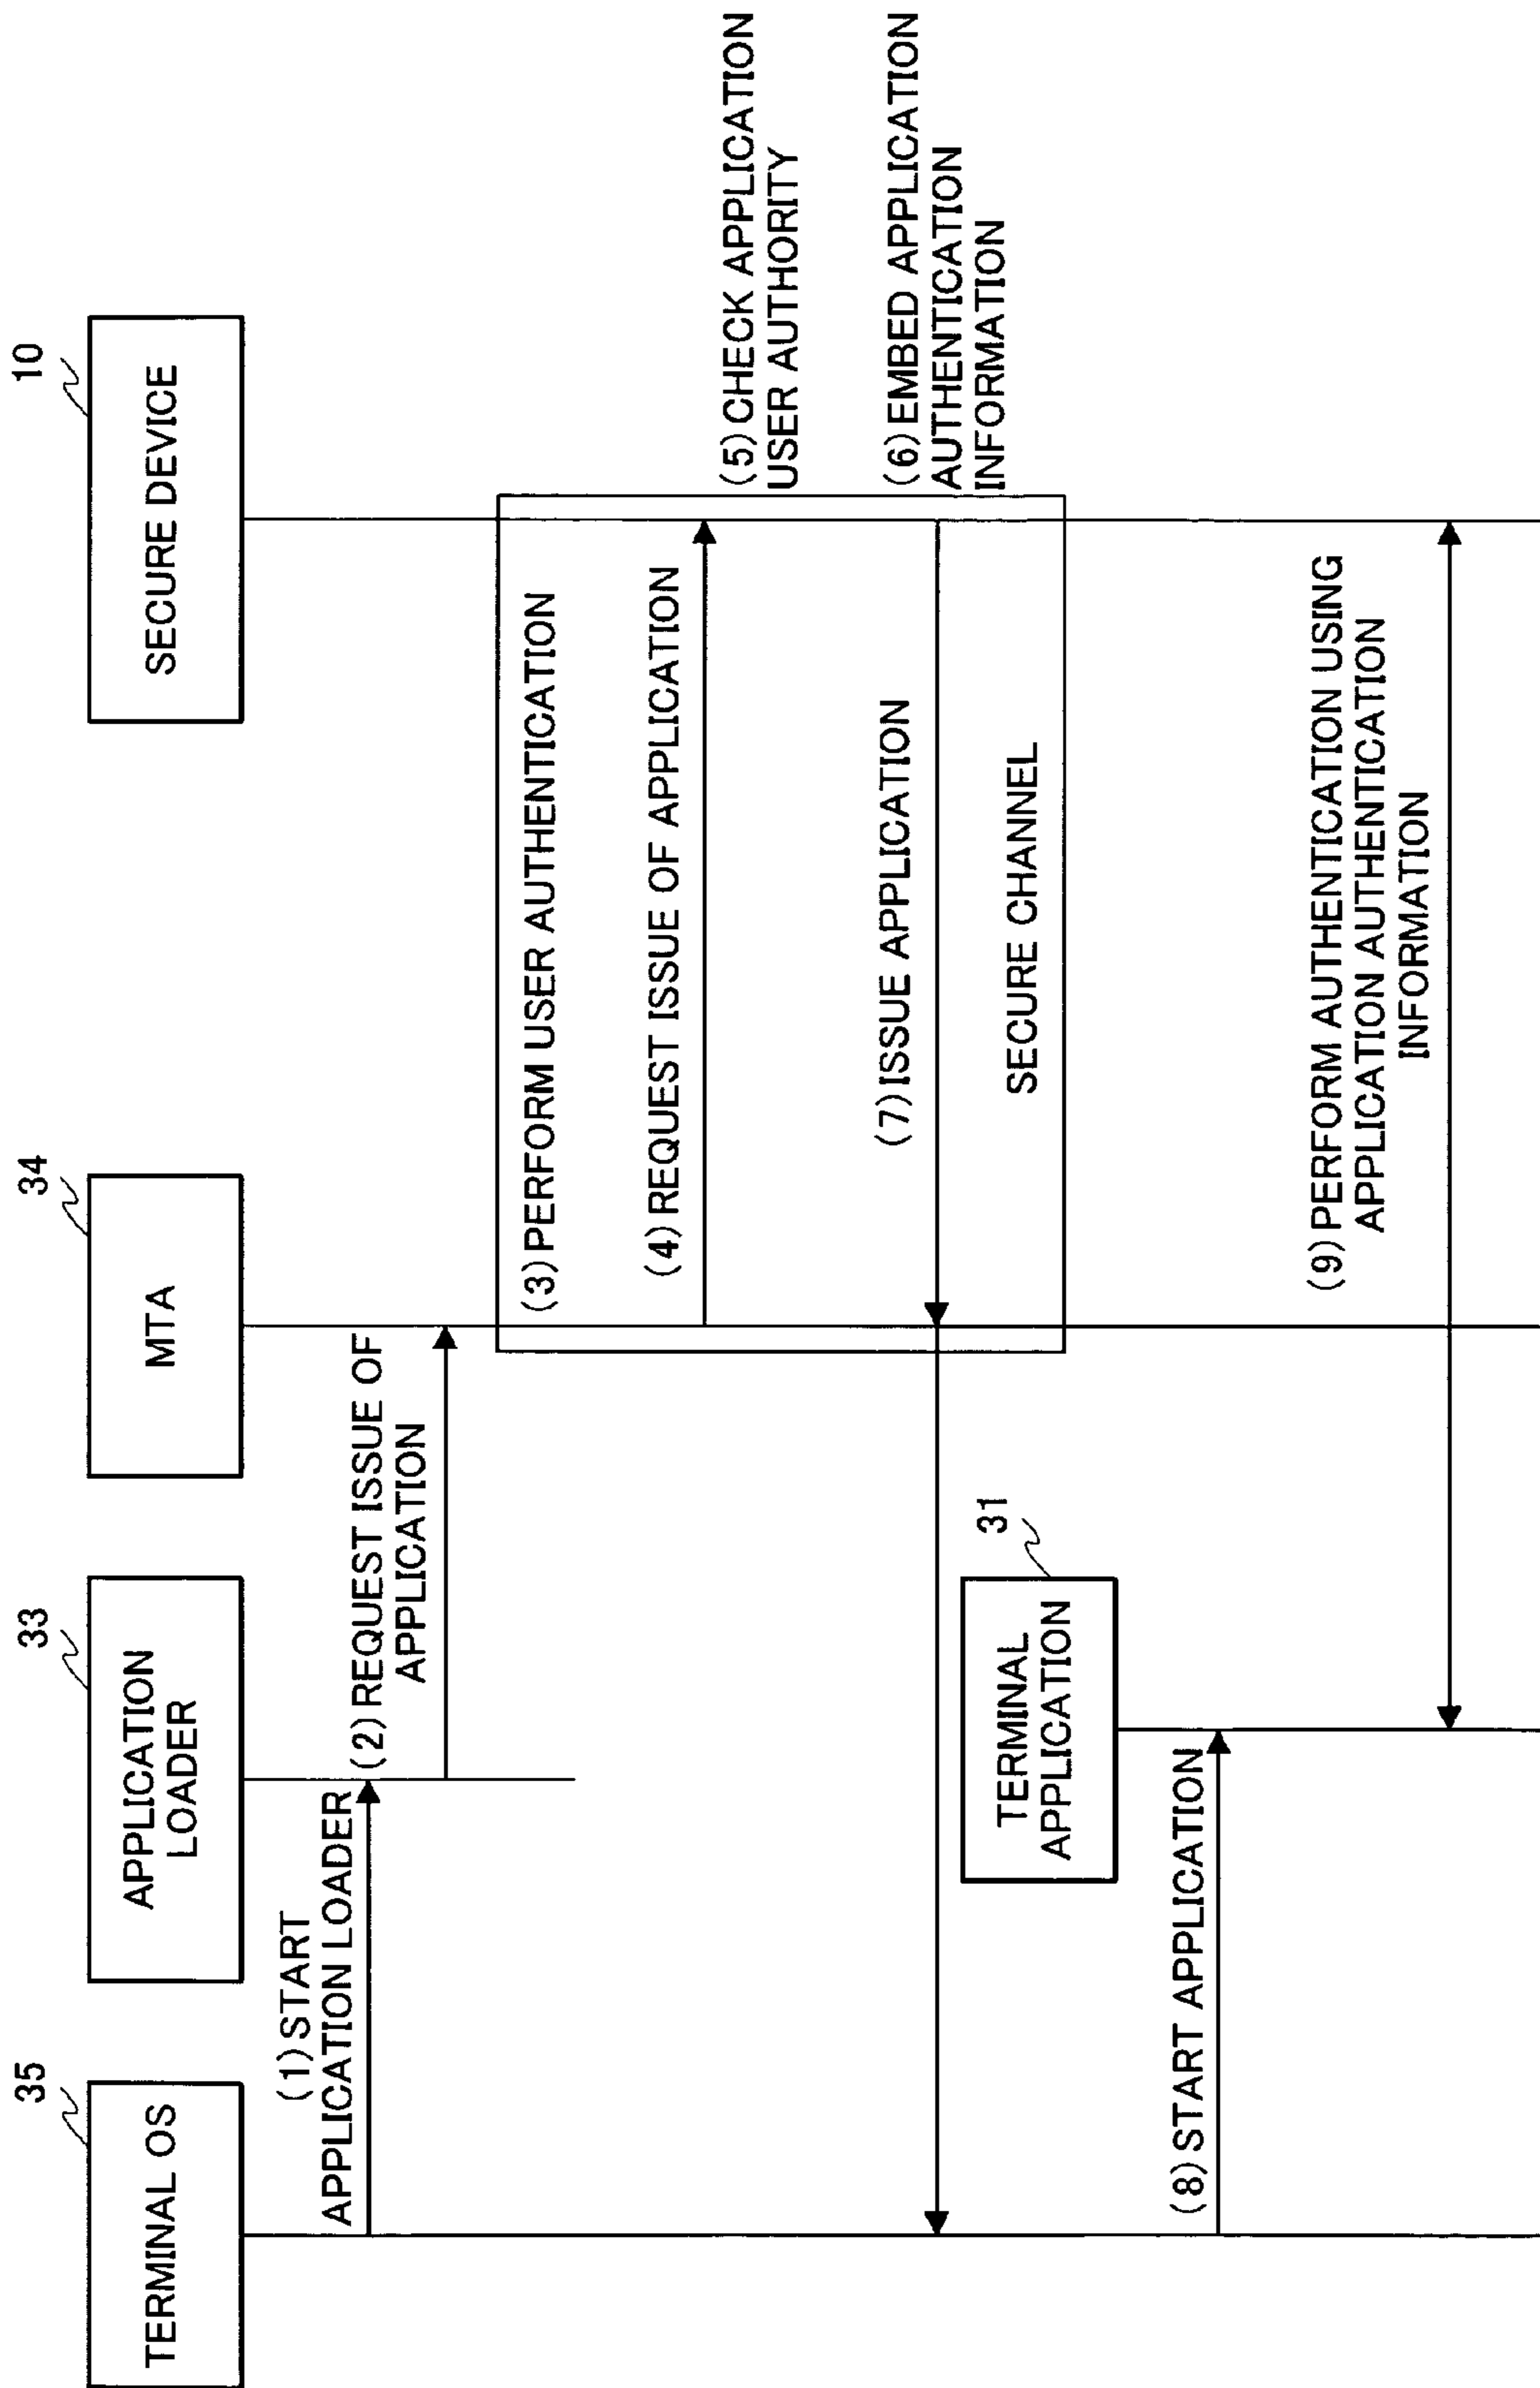 35
TERMINAL OS
33
APPLICATION
LOADER
34
MTA
10
SECURE DEVICE
(1) START
APPLICATION LOADER
(2) REQUEST ISSUE OF
APPLICATION
(3) PERFORM USER AUTHENTICATION
(4) REQUEST ISSUE OF APPLICATION
(5) CHECK APPLICATION
USER AUTHORITY
(6) EMBED APPLICATION
AUTHENTICATION
INFORMATION
(7) ISSUE APPLICATION
SECURE CHANNEL
31
TERMINAL
APPLICATION
(8) START APPLICATION
(9) PERFORM AUTHENTICATION USING
APPLICATION AUTHENTICATION
INFORMATION